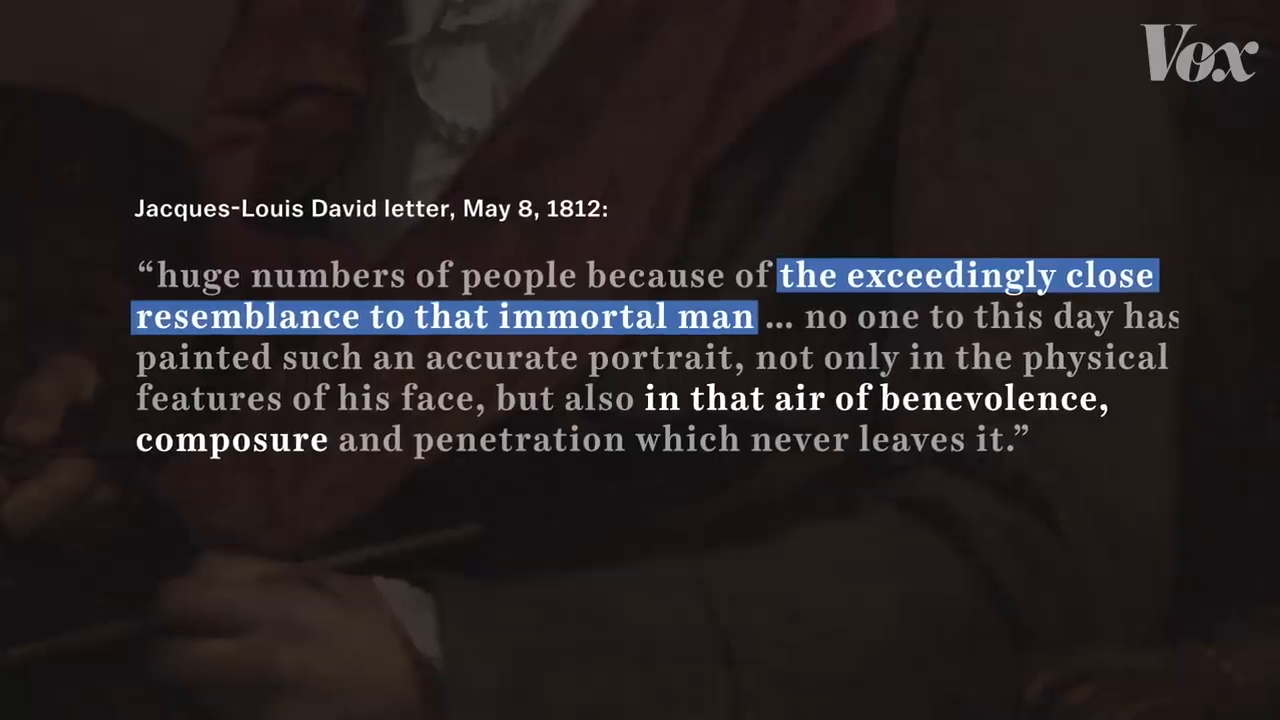 Vox
Jacques-Louis David letter, May 8, 1812:
“huge numbers of people because of the exceedingly close
resemblance to that immortal man ... no one to this day has
painted such an accurate portrait, not only in the physical
features of his face, but also in that air of benevolence,
composure and penetration which never leaves it.”